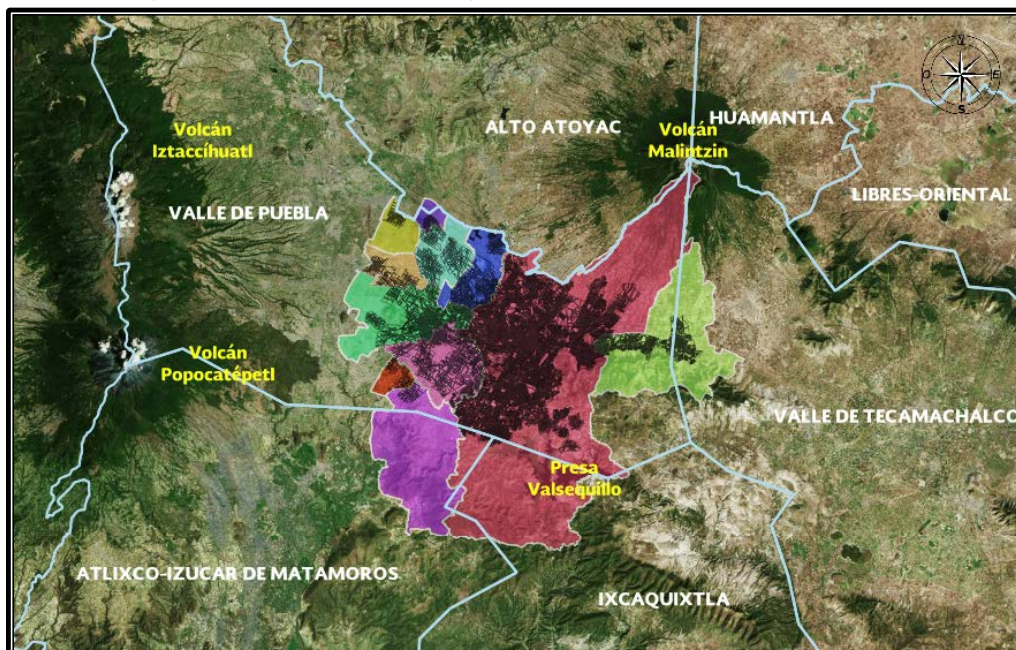 V
O
E
S
HUAMANTLA
ALTO ATOYAC
Volcán
Malintzin
Volcán
Iztaccíhuatl
LIBRES-ORIENTAL
VALLE DE PUEBLA
Volcán
Popocatépetl
VALLE DE TECAMACHALCO
Presa
Valsequillo
ATLIXCO-IZUCAR DE MATAMOROS
IXCAQUIXTLA